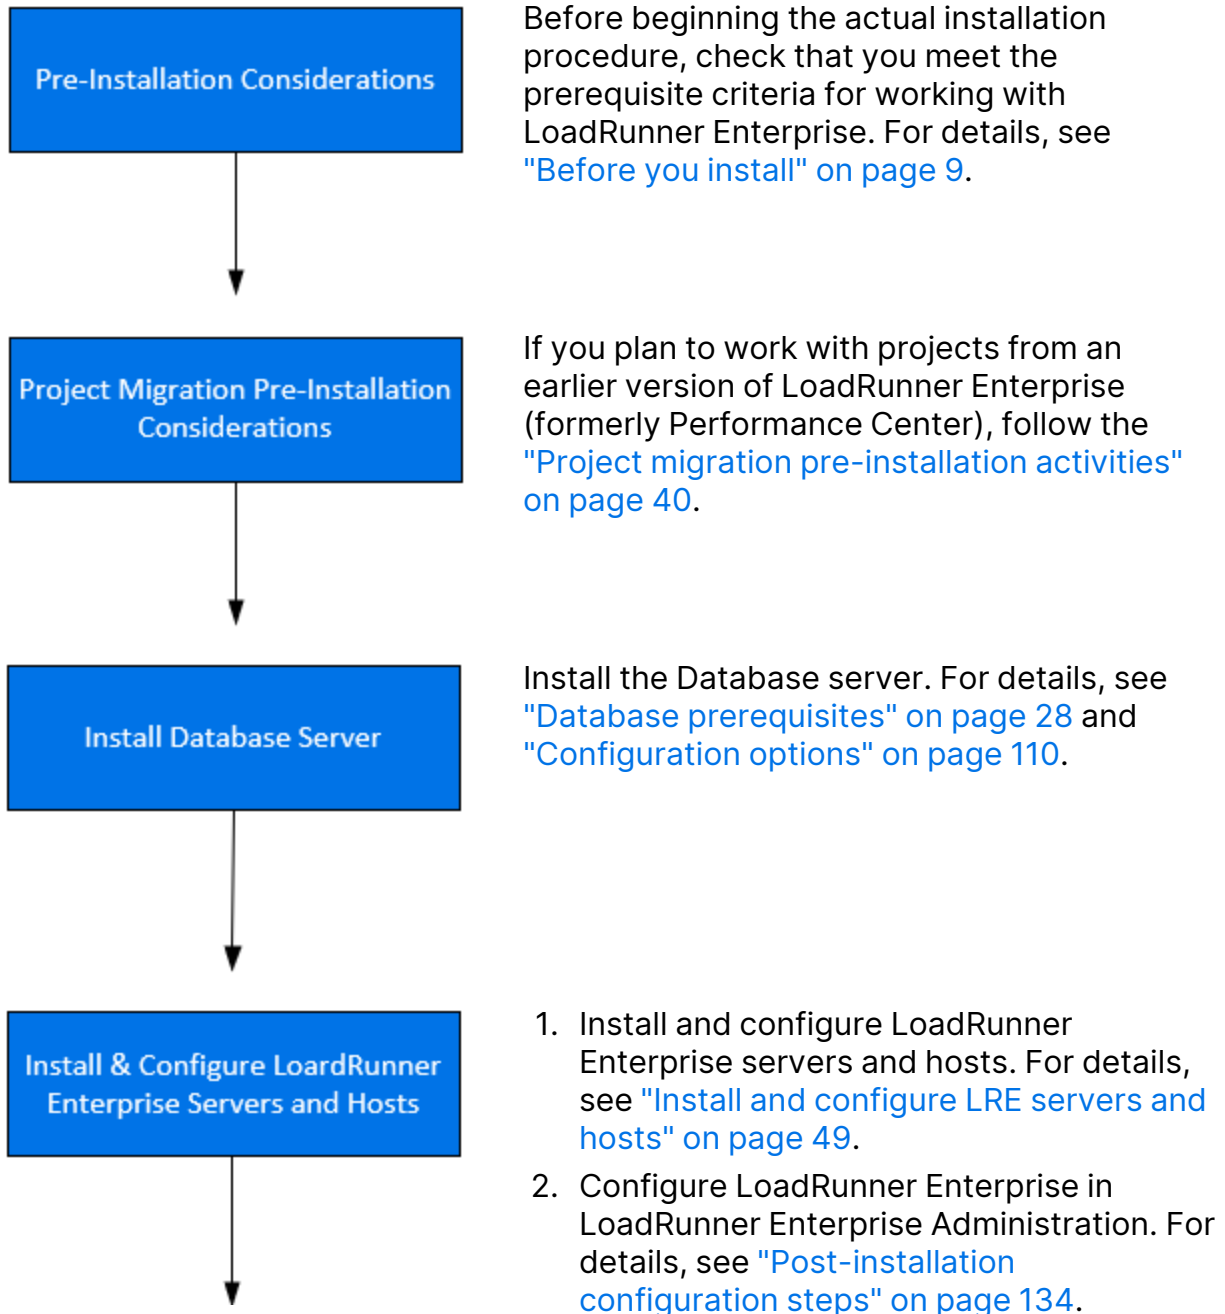 Pre-Installation Considerations
Before beginning the actual installation
procedure, check that you meet the
prerequisite criteria for working with
LoadRunner Enterprise. For details, see
"Before you install" on page 9.
Project Migration Pre-Installation
Considerations
If you plan to work with projects from an
earlier version of LoadRunner Enterprise
(formerly Performance Center), follow the
"Project migration pre-installation activities"
on page 40.
Install Database Server
Install the Database server. For details, see
"Database prerequisites" on page 28 and
"Configuration options" on page 110.
Install & Configure LoardRunner
Enterprise Servers and Hosts
1. Install and configure LoadRunner
Enterprise servers and hosts. For details,
see "Install and configure LRE servers and
hosts" on page 49.
2. Configure LoadRunner Enterprise in
LoadRunner Enterprise Administration. For
details, see "Post-installation
configuration steps" on page 134.